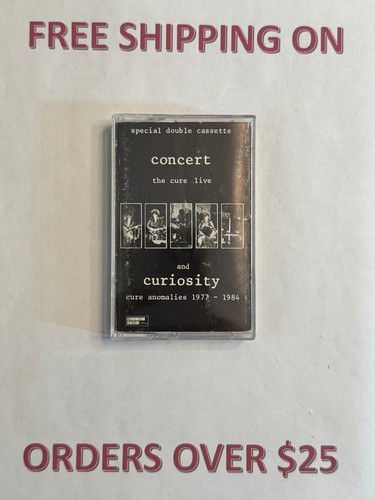 FREE SHIPPING ON
special double cassette
concert
the cure live
and
curiosity
cure anomalies 1977 - 1984
ORDERS OVER $25